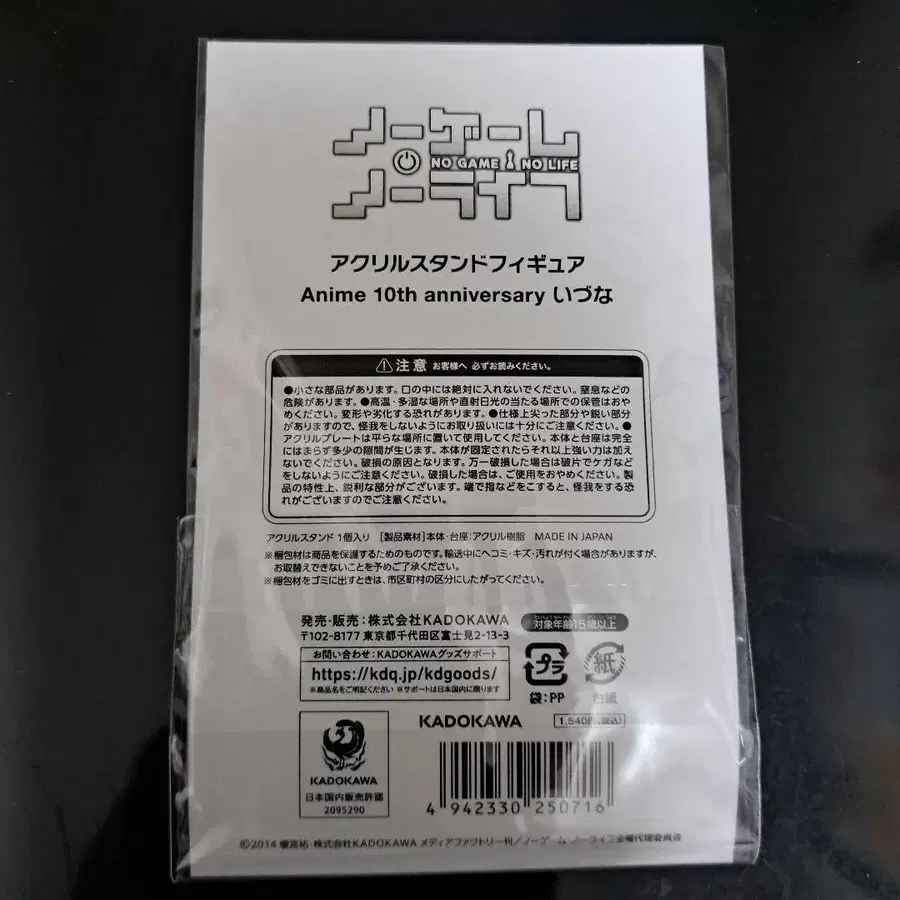 ノーゲーム
NO GAME NO LIFE
ノーライフ
アクリルスタンドフィギュア
Anime 10th anniversary いづな
注意 お客様へ 必ずお読みください。
●小さな部品があります。口の中には絶対に入れないでください。窒息などの
危険があります。●高温・多湿な場所や直射日光の当たる場所での保管はおや
めください。変形や劣化する恐れがあります。●仕様上尖った部分や鋭い部分
がありますので、怪我をしないようにお取り扱いには十分にご注意ください。●
アクリルプレートは平らな場所に置いて使用してください。本体と台座は完全
にはまらず多少の隙間が生じます。本体が固定されたらそれ以上強い力は加え
ないでください。破損の原因となります。万一破損した場合は破片でケガなど
をしないようにご注意ください。破損した場合は、ご使用をおやめください。製
品の特性上、鋭利な部分がございます。端で指などをこすると、怪我をする恐
れがございますのでご注意ください。
アクリルスタンド 1個入り [製品素材]本体・台座:アクリル樹脂 MADE IN JAPAN
※梱包材は商品を保護するためのものです。輸送中にヘコミ・キズ・汚れが付く場合がありますが、
お取替えできないことを予めご了承ください。
※梱包材をゴミに出すときは、市区町村の区分にしたがってください。
発売・販売:株式会社KADOKAWA
〒102-8177 東京都千代田区富士見2-13-3
対象年齢15歳以上
お問い合わせ:KADOKAWAグッズサポート
https://kdq.jp/kdgoods/
※商品名をご明記ください ※サポートは日本国内に限ります
プラ
袋:PP
紙
台紙
KADOKAWA
日本国内販売許諾
2095290
KADOKAWA
1,540円(税込)
4 942330 250716
©2014 榎宮祐・株式会社KADOKAWA メディアファクトリー刊/ノーゲーム ノーライフ全権代理委員会